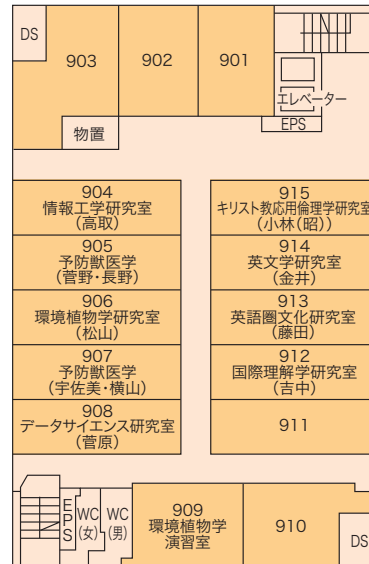 DS
903
902
901
エレベーター
EPS
物置
904
情報工学研究室
(高取)
915
キリスト教応用倫理学研究室
(小林(昭))
905
予防獣医学
(菅野・長野)
914
英文学研究室
(金井)
906
環境植物学研究室
(松山)
913
英語圏文化研究室
(藤田)
907
予防獣医学
(宇佐美・横山)
912
国際理解学研究室
(吉中)
908
データサイエンス研究室
(菅原)
911
EPS
WC
(女)
WC
(男)
909
環境植物学
演習室
910
DS